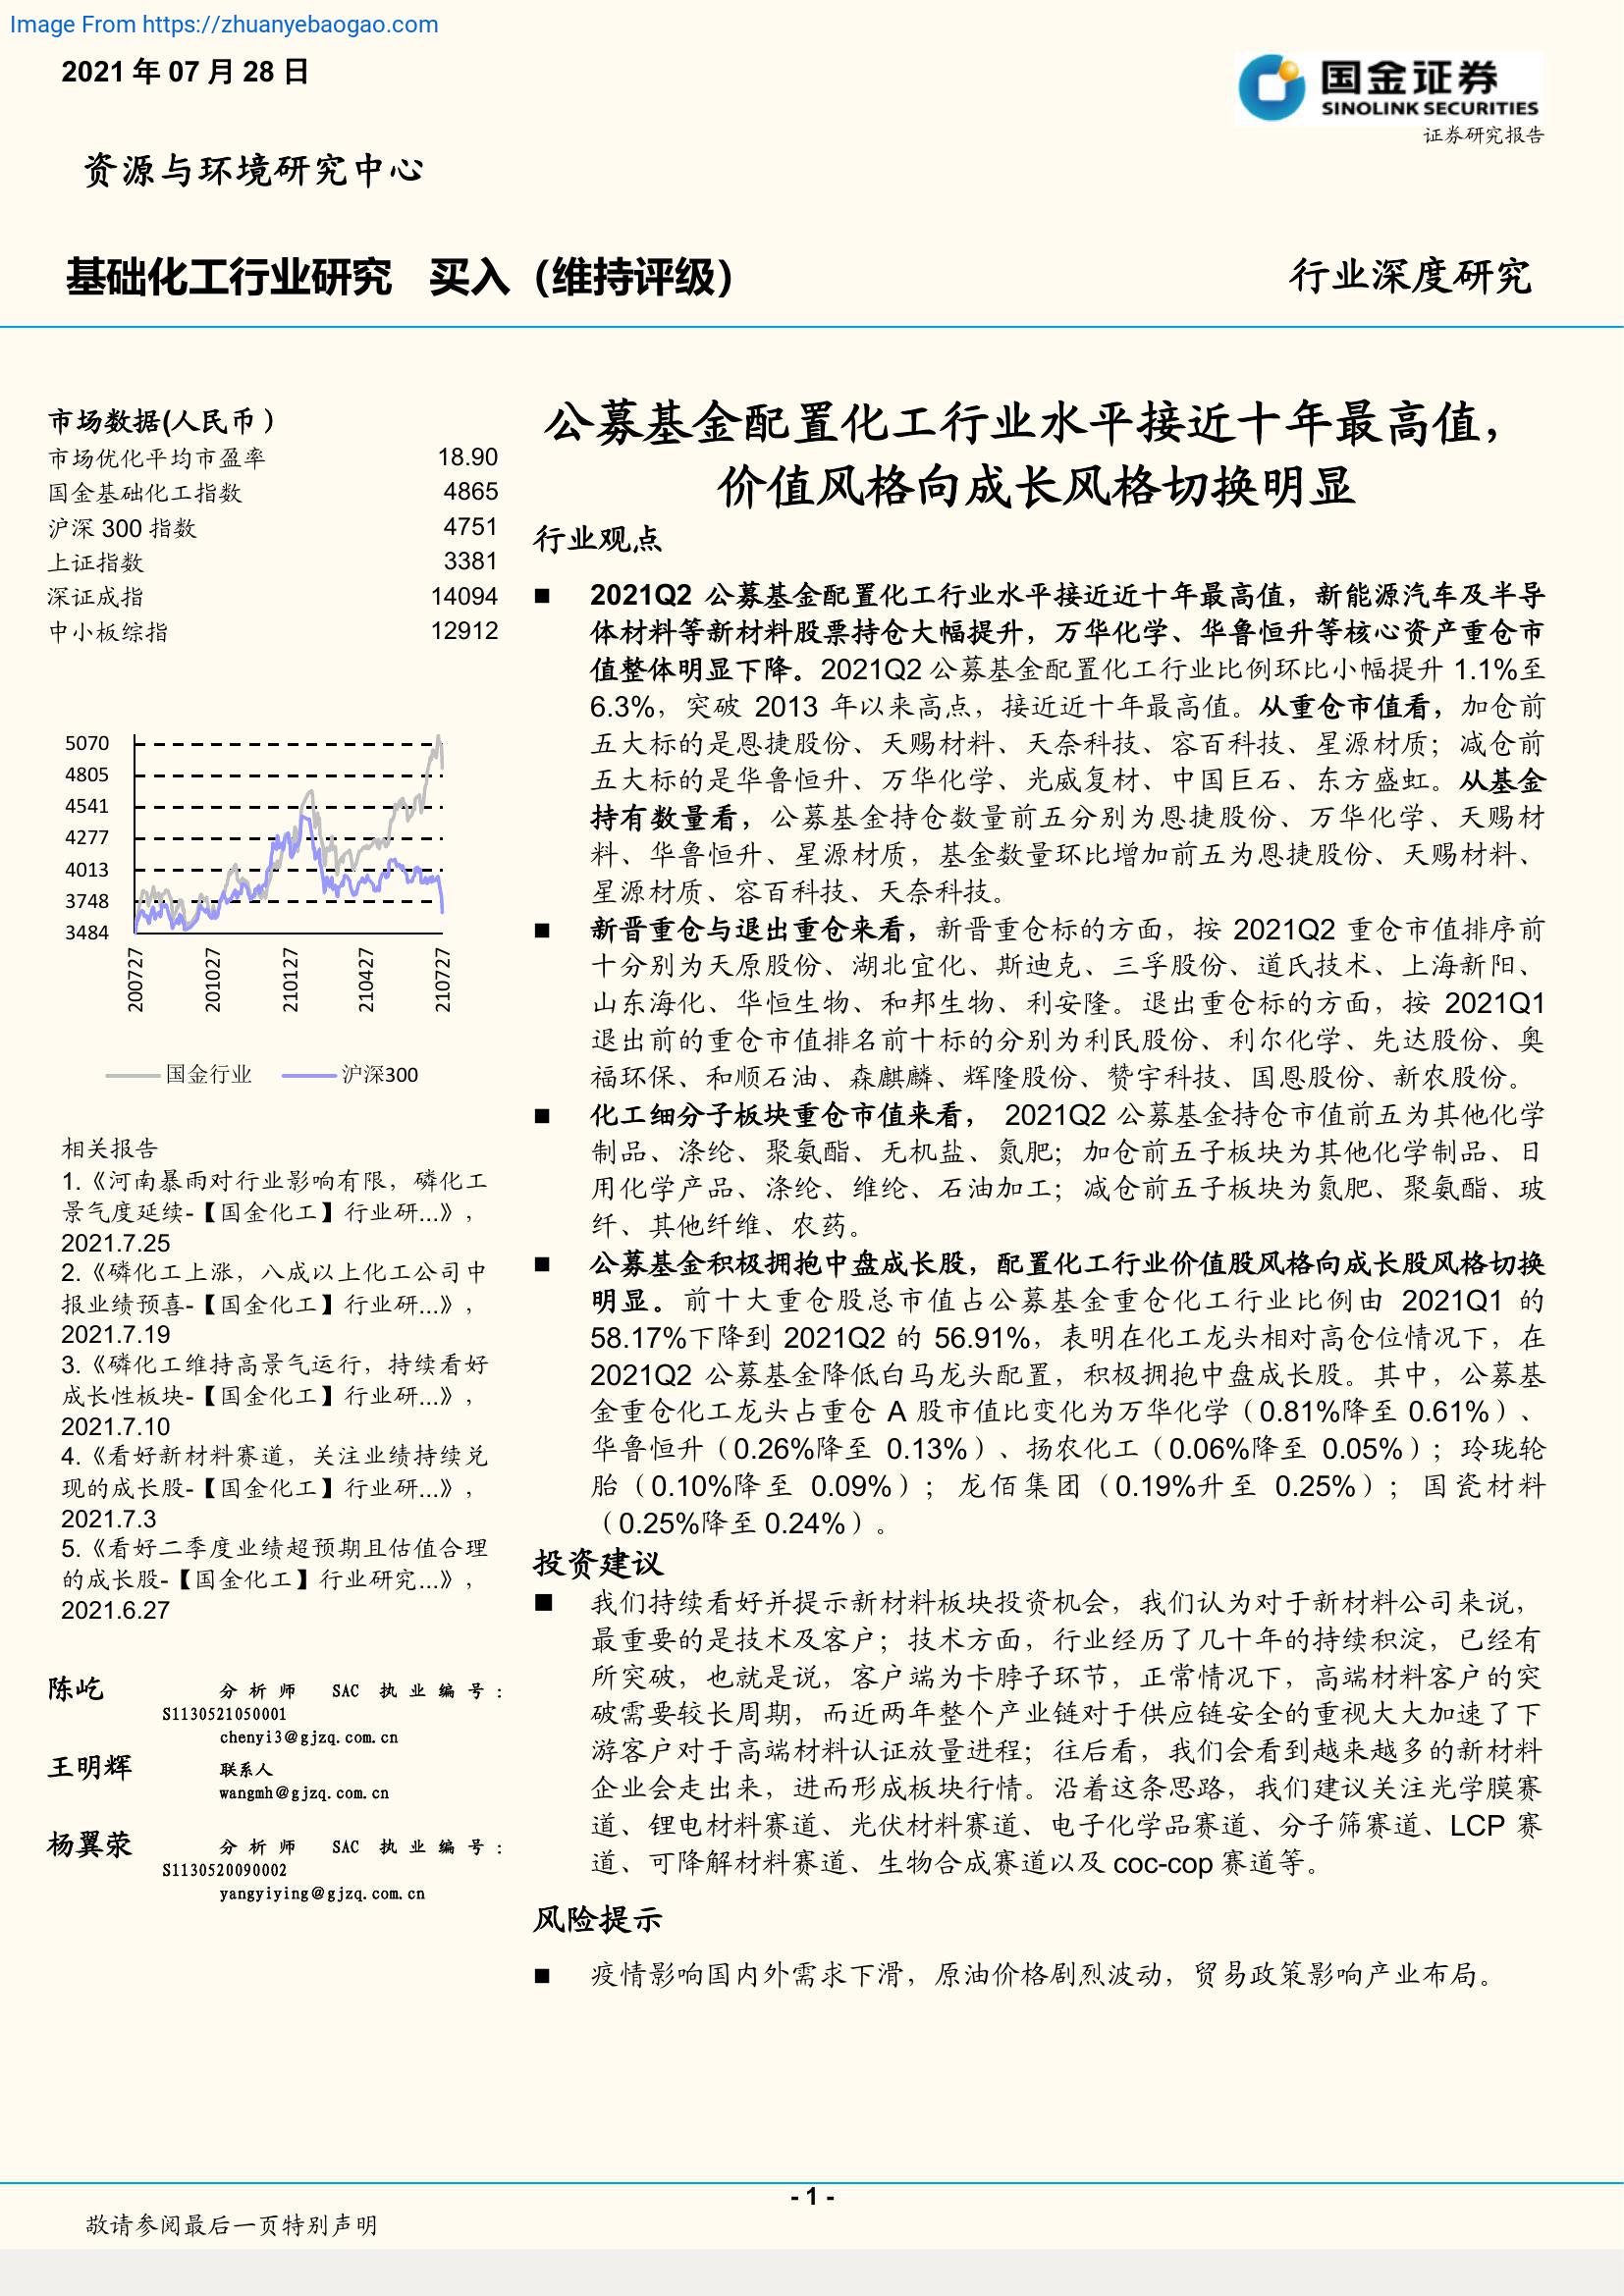 Image From https://zhuanyebaogao.com
2021 年 07 月 28 日
国金证券
SINOLINK SECURITIES
证券研究报告
资源与环境研究中心
基础化工行业研究 买入（维持评级）
行业深度研究
市场数据(人民币）
市场优化平均市盈率 18.90
国金基础化工指数 4865
沪深 300 指数 4751
上证指数 3381
深证成指 14094
中小板综指 12912
5070
4805
4541
4277
4013
3748
3484
200727
201027
210127
210427
210727
国金行业 沪深300
相关报告
1.《河南暴雨对行业影响有限，磷化工
景气度延续-【国金化工】行业研...》，
2021.7.25
2.《磷化工上涨，八成以上化工公司中
报业绩预喜-【国金化工】行业研...》，
2021.7.19
3.《磷化工维持高景气运行，持续看好
成长性板块-【国金化工】行业研...》，
2021.7.10
4.《看好新材料赛道，关注业绩持续兑
现的成长股-【国金化工】行业研...》，
2021.7.3
5.《看好二季度业绩超预期且估值合理
的成长股-【国金化工】行业研究...》，
2021.6.27
陈屹 分析师 SAC 执业编号：
S1130521050001
chenyi3@gjzq.com.cn
王明辉 联系人
wangmh@gjzq.com.cn
杨翼荥 分析师 SAC 执业编号：
S1130520090002
yangyiying@gjzq.com.cn
公募基金配置化工行业水平接近十年最高值，
价值风格向成长风格切换明显
行业观点
■ 2021Q2 公募基金配置化工行业水平接近近十年最高值，新能源汽车及半导
体材料等新材料股票持仓大幅提升，万华化学、华鲁恒升等核心资产重仓市
值整体明显下降。2021Q2 公募基金配置化工行业比例环比小幅提升 1.1%至
6.3%，突破 2013 年以来高点，接近近十年最高值。从重仓市值看，加仓前
五大标的是恩捷股份、天赐材料、天奈科技、容百科技、星源材质；减仓前
五大标的是华鲁恒升、万华化学、光威复材、中国巨石、东方盛虹。从基金
持有数量看，公募基金持仓数量前五分别为恩捷股份、万华化学、天赐材
料、华鲁恒升、星源材质，基金数量环比增加前五为恩捷股份、天赐材料、
星源材质、容百科技、天奈科技。
■ 新晋重仓与退出重仓来看，新晋重仓标的方面，按 2021Q2 重仓市值排序前
十分别为天原股份、湖北宜化、斯迪克、三孚股份、道氏技术、上海新阳、
山东海化、华恒生物、和邦生物、利安隆。退出重仓标的方面，按 2021Q1
退出前的重仓市值排名前十标的分别为利民股份、利尔化学、先达股份、奥
福环保、和顺石油、森麒麟、辉隆股份、赞宇科技、国恩股份、新农股份。
■ 化工细分子板块重仓市值来看， 2021Q2 公募基金持仓市值前五为其他化学
制品、涤纶、聚氨酯、无机盐、氮肥；加仓前五子板块为其他化学制品、日
用化学产品、涤纶、维纶、石油加工；减仓前五子板块为氮肥、聚氨酯、玻
纤、其他纤维、农药。
■ 公募基金积极拥抱中盘成长股，配置化工行业价值股风格向成长股风格切换
明显。前十大重仓股总市值占公募基金重仓化工行业比例由 2021Q1 的
58.17%下降到 2021Q2 的 56.91%，表明在化工龙头相对高仓位情况下，在
2021Q2 公募基金降低白马龙头配置，积极拥抱中盘成长股。其中，公募基
金重仓化工龙头占重仓 A 股市值比变化为万华化学（0.81%降至 0.61%）、
华鲁恒升（0.26%降至 0.13%）、扬农化工（0.06%降至 0.05%）；玲珑轮
胎（0.10%降至 0.09%）；龙佰集团（0.19%升至 0.25%）；国瓷材料
（0.25%降至 0.24%）。
投资建议
■ 我们持续看好并提示新材料板块投资机会，我们认为对于新材料公司来说，
最重要的是技术及客户；技术方面，行业经历了几十年的持续积淀，已经有
所突破，也就是说，客户端为卡脖子环节，正常情况下，高端材料客户的突
破需要较长周期，而近两年整个产业链对于供应链安全的重视大大加速了下
游客户对于高端材料认证放量进程；往后看，我们会看到越来越多的新材料
企业会走出来，进而形成板块行情。沿着这条思路，我们建议关注光学膜赛
道、锂电材料赛道、光伏材料赛道、电子化学品赛道、分子筛赛道、LCP 赛
道、可降解材料赛道、生物合成赛道以及 coc-cop 赛道等。
风险提示
■ 疫情影响国内外需求下滑，原油价格剧烈波动，贸易政策影响产业布局。
- 1 -
敬请参阅最后一页特别声明